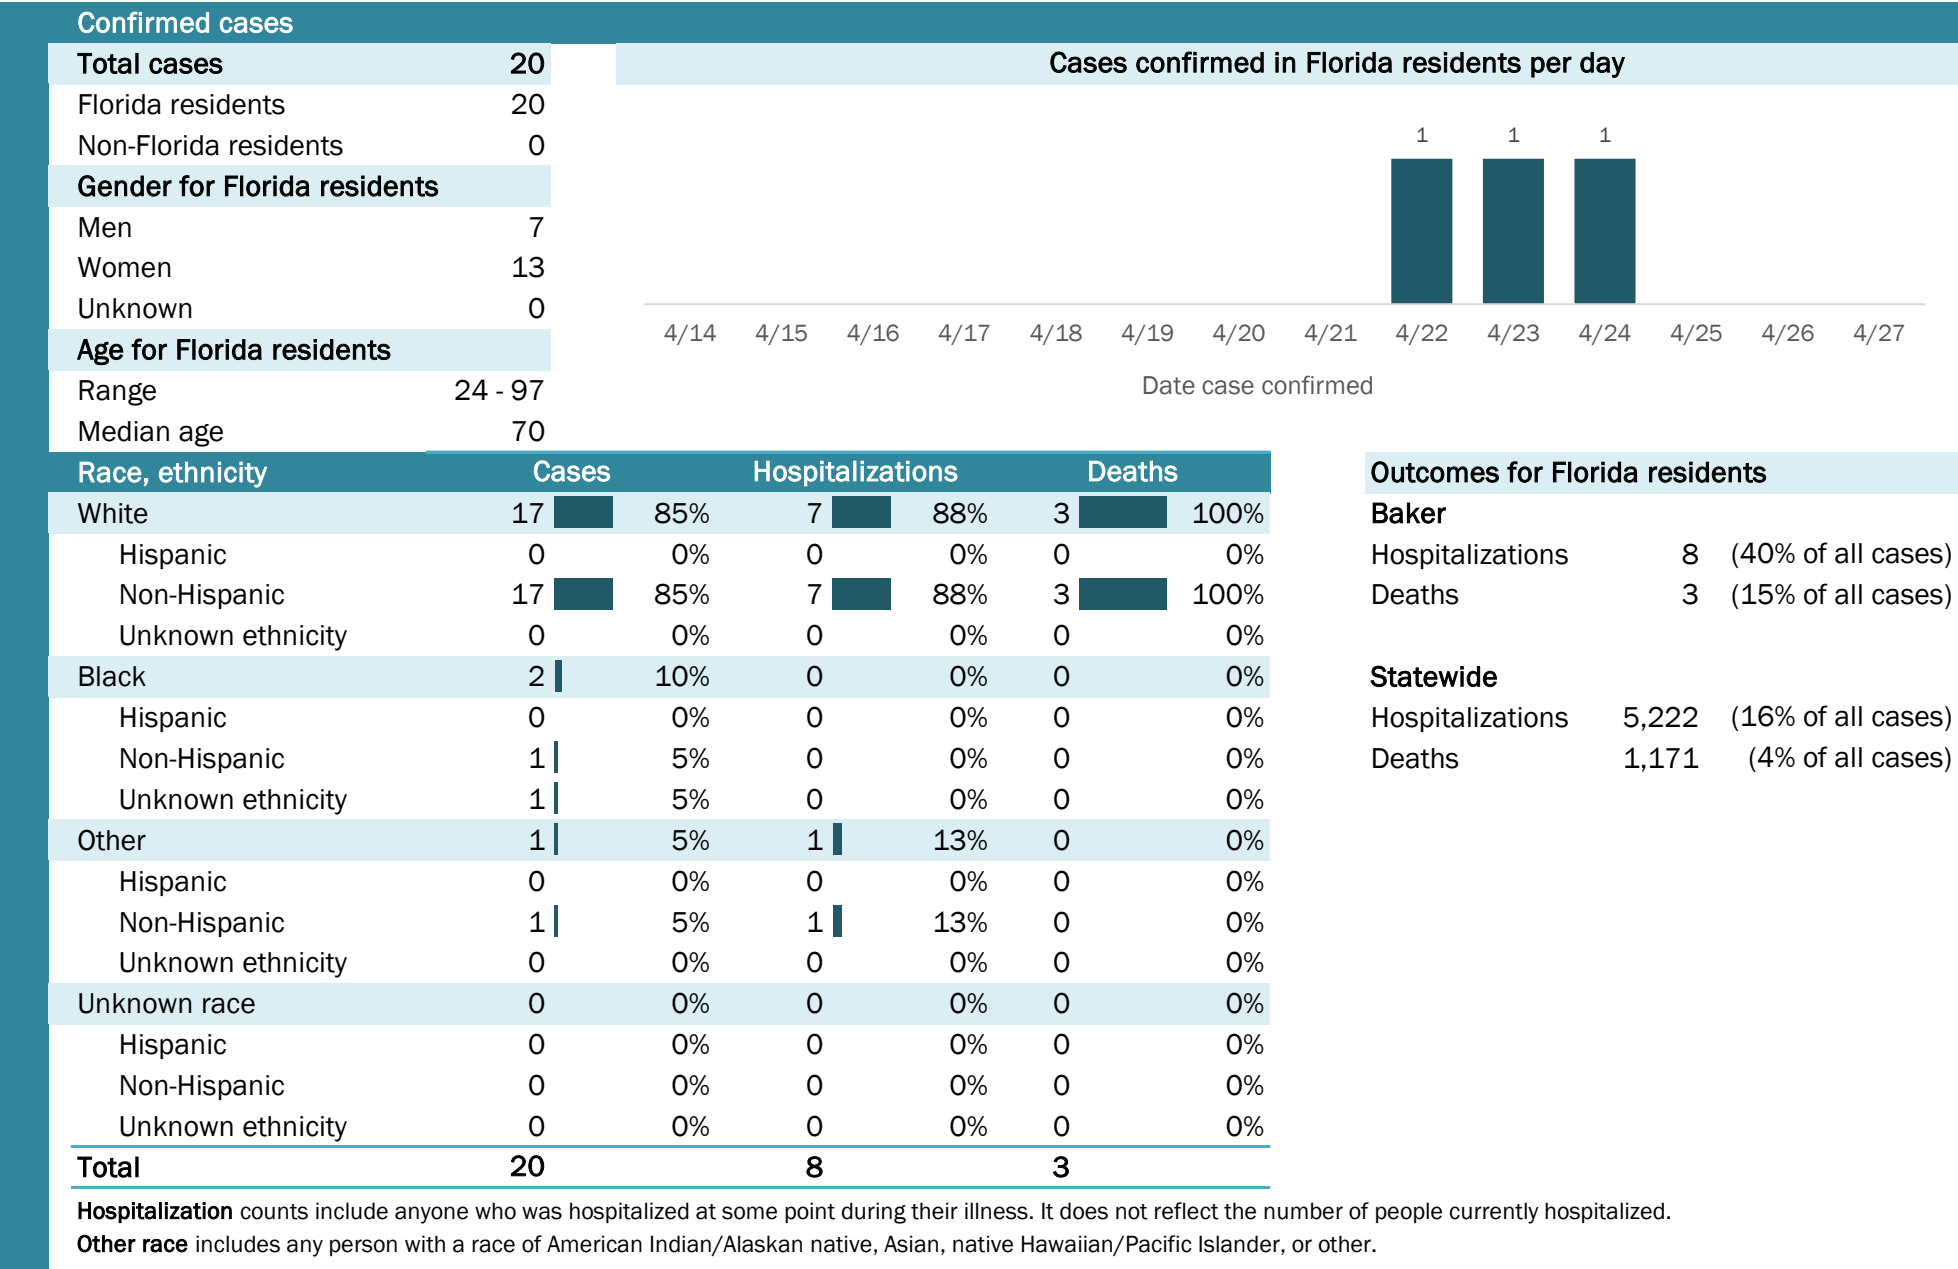 Confirmed cases
Total cases 20
Florida residents 20
Non-Florida residents 0
Gender for Florida residents
Men 7
Women 13
Unknown 0
Age for Florida residents
Range 24 - 97
Median age 70
Cases confirmed in Florida residents per day
1 1 1
4/14 4/15 4/16 4/17 4/18 4/19 4/20 4/21 4/22 4/23 4/24 4/25 4/26 4/27
Date case confirmed
Race, ethnicity Cases Hospitalizations Deaths
White 17 85% 7 88% 3 100%
Hispanic 0 0% 0 0% 0 0%
Non-Hispanic 17 85% 7 88% 3 100%
Unknown ethnicity 0 0% 0 0% 0 0%
Black 2 10% 0 0% 0 0%
Hispanic 0 0% 0 0% 0 0%
Non-Hispanic 1 5% 0 0% 0 0%
Unknown ethnicity 1 5% 0 0% 0 0%
Other 1 5% 1 13% 0 0%
Hispanic 0 0% 0 0% 0 0%
Non-Hispanic 1 5% 1 13% 0 0%
Unknown ethnicity 0 0% 0 0% 0 0%
Unknown race 0 0% 0 0% 0 0%
Hispanic 0 0% 0 0% 0 0%
Non-Hispanic 0 0% 0 0% 0 0%
Unknown ethnicity 0 0% 0 0% 0 0%
Total 20 8 3
Outcomes for Florida residents
Baker
Hospitalizations 8 (40% of all cases)
Deaths 3 (15% of all cases)
Statewide
Hospitalizations 5,222 (16% of all cases)
Deaths 1,171 (4% of all cases)
Hospitalization counts include anyone who was hospitalized at some point during their illness. It does not reflect the number of people currently hospitalized.
Other race includes any person with a race of American Indian/Alaskan native, Asian, native Hawaiian/Pacific Islander, or other.